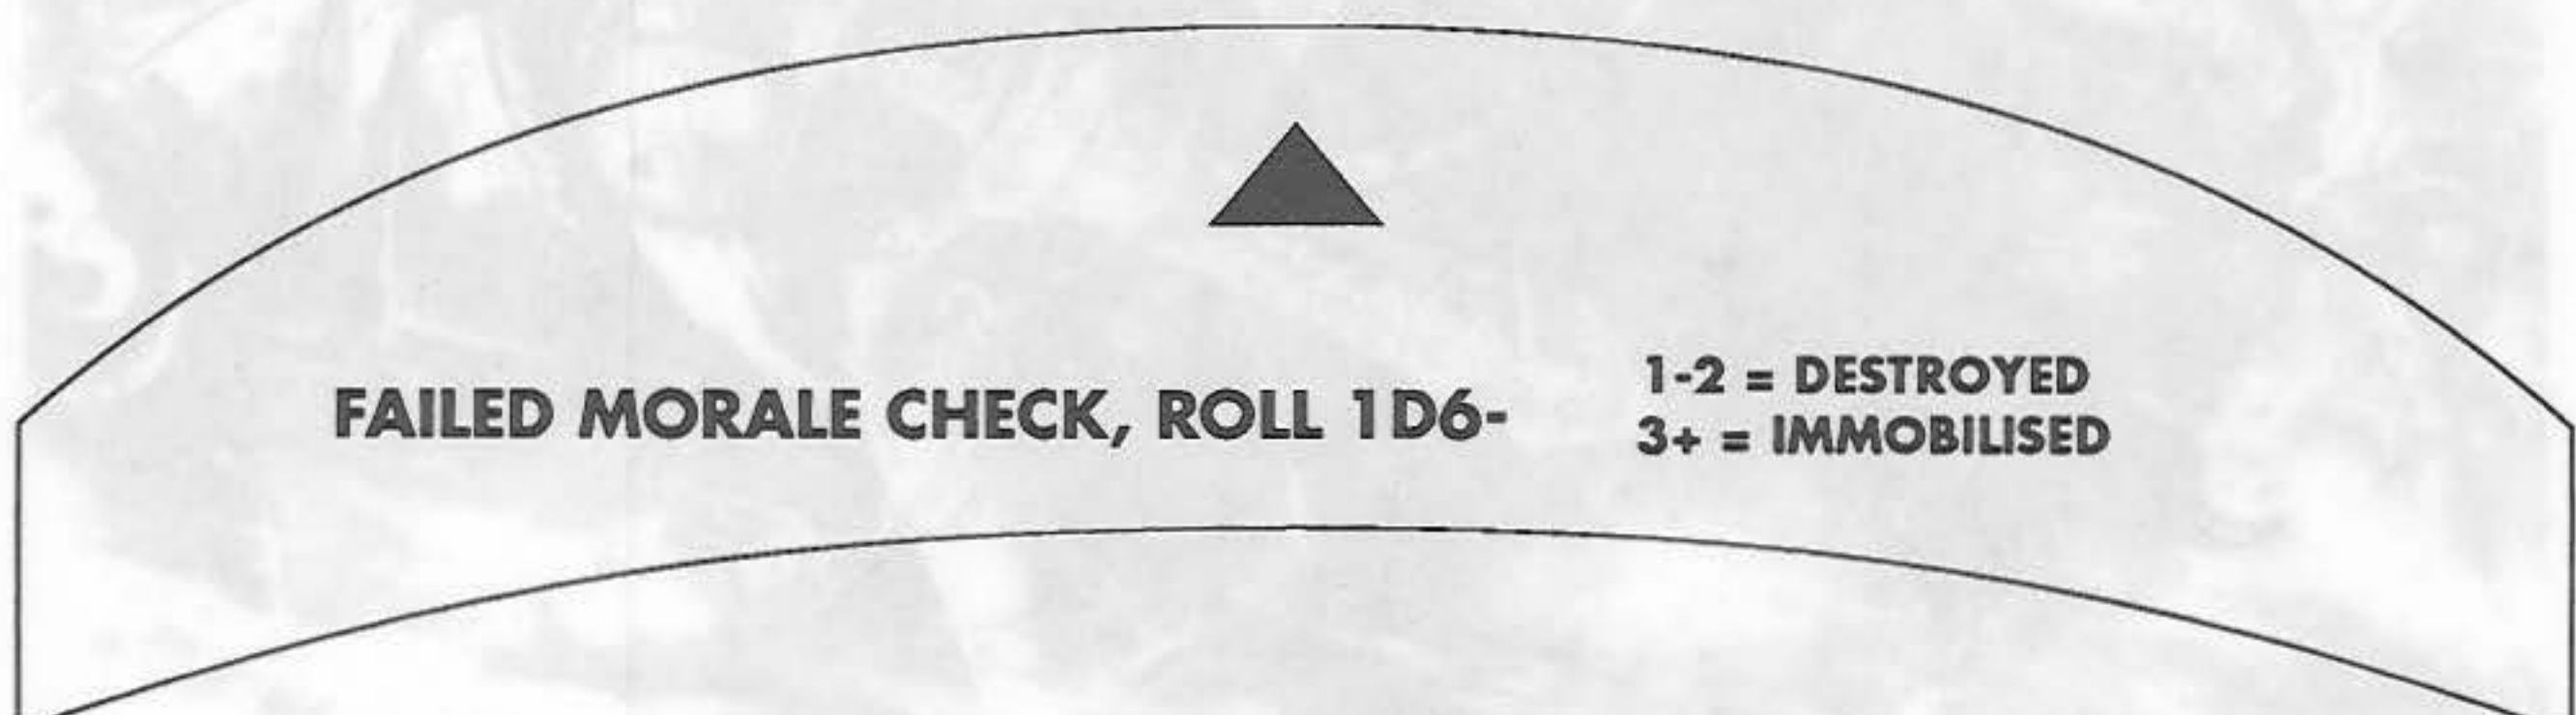 FAILED MORALE CHECK, ROLL 1D6-
1-2 = DESTROYED
3+ = IMMOBILISED